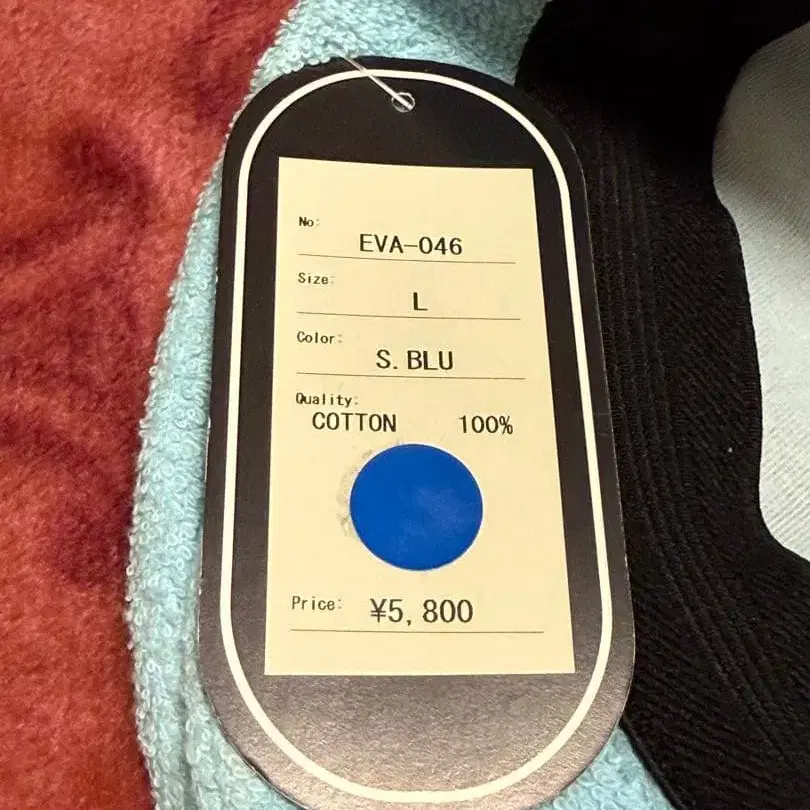 No:
EVA-046
Size:
L
Color:
S. BLU
Quality:
COTTON 100%
Price: ¥5,800